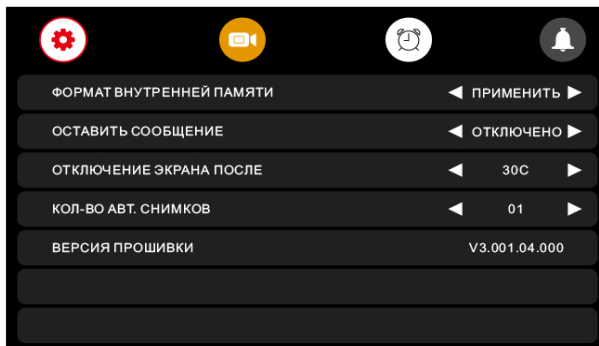 ФОРМАТ ВНУТРЕННЕЙ ПАМЯТИ ПРИМЕНИТЬ
ОСТАВИТЬ СООБЩЕНИЕ ОТКЛЮЧЕНО
ОТКЛЮЧЕНИЕ ЭКРАНА ПОСЛЕ 30С
КОЛ-ВО АВТ. СНИМКОВ 01
ВЕРСИЯ ПРОШИВКИ V3.001.04.000